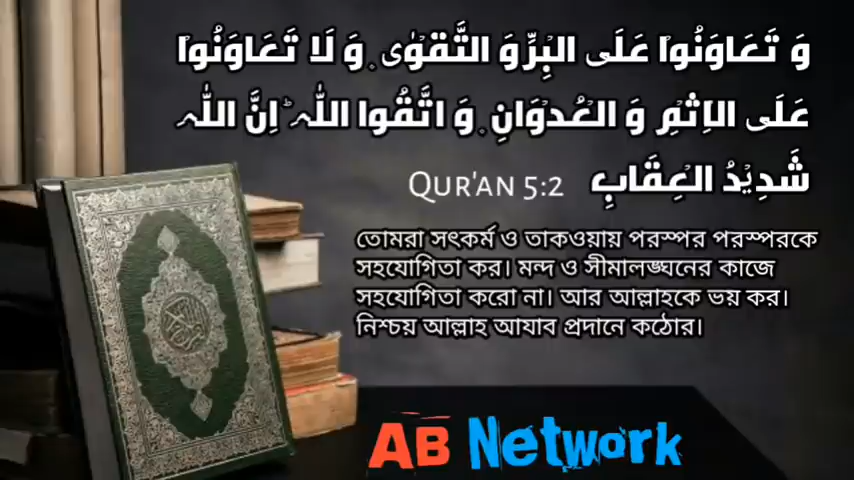 وَ تَعَاوَنُوۡا عَلَی الۡبِرِّ وَ التَّقۡوٰی ۪ وَ لَا تَعَاوَنُوۡا
عَلَی الۡاِثۡمِ وَ الۡعُدۡوَانِ ۪ وَ اتَّقُوا اللّٰہَ ؕ اِنَّ اللّٰہَ
شَدِیۡدُ الۡعِقَابِ
QUR'AN 5:2
তোমরা সৎকর্ম ও তাকওয়ায় পরস্পর পরস্পরকে
সহযোগিতা কর। মন্দ ও সীমালঙ্ঘনের কাজে
সহযোগিতা করো না। আর আল্লাহকে ভয় কর।
নিশ্চয় আল্লাহ আযাব প্রদানে কঠোর।
AB Network